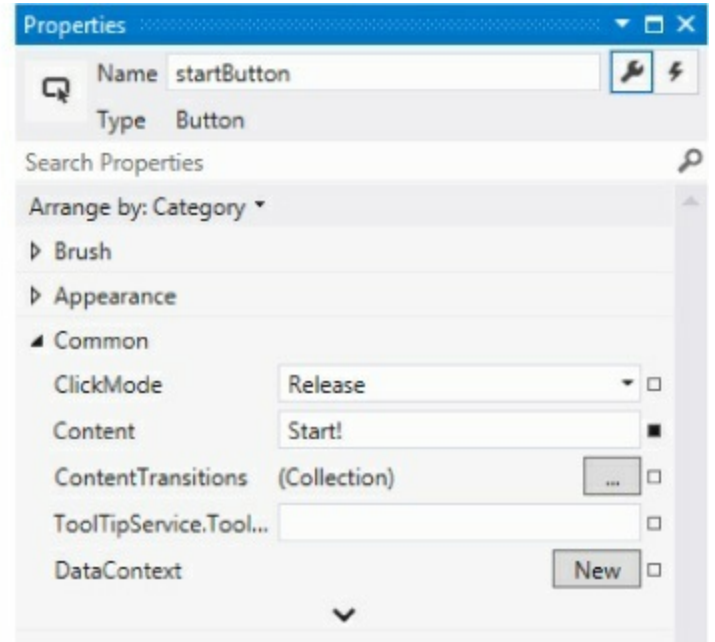 Properties
Name startButton
Type Button
Search Properties
Arrange by: Category
Brush
Appearance
Common
ClickMode Release
Content Start!
ContentTransitions (Collection) ...
ToolTipService.Tool...
DataContext New